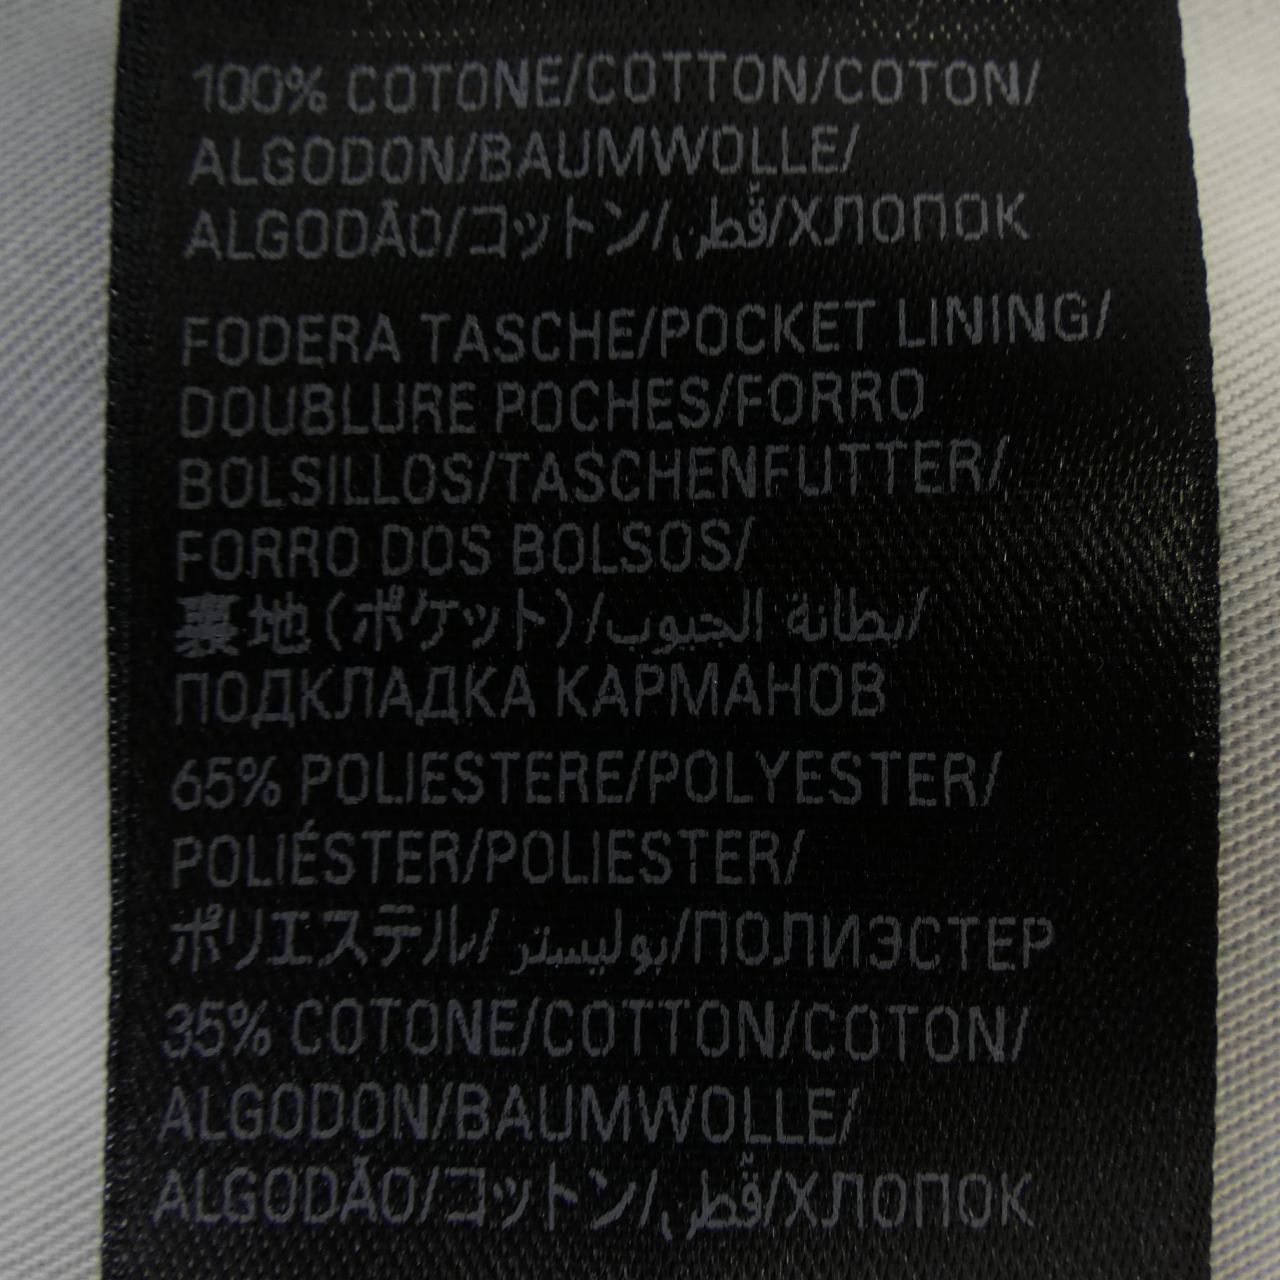 100% COTONE/COTTON/COTON/
ALGODON/BAUMWOLLE/
ALGODÃO/コットン/قطن/ХЛОПОК
FODERA TASCHE/POCKET LINING/
DOUBLURE POCHES/FORRO
BOLSILLOS/TASCHENFUTTER/
FORRO DOS BOLSOS/
裏地(ポケット)/بطانة الجيوب/
ПОДКЛАДКА КАРМАНОВ
65% POLIESTERE/POLYESTER/
POLIÉSTER/POLIESTER/
ポリエステル/بوليستر/ПОЛИЭСТЕР
35% COTONE/COTTON/COTON/
ALGODON/BAUMWOLLE/
ALGODÃO/コットン/قطن/ХЛОПОК